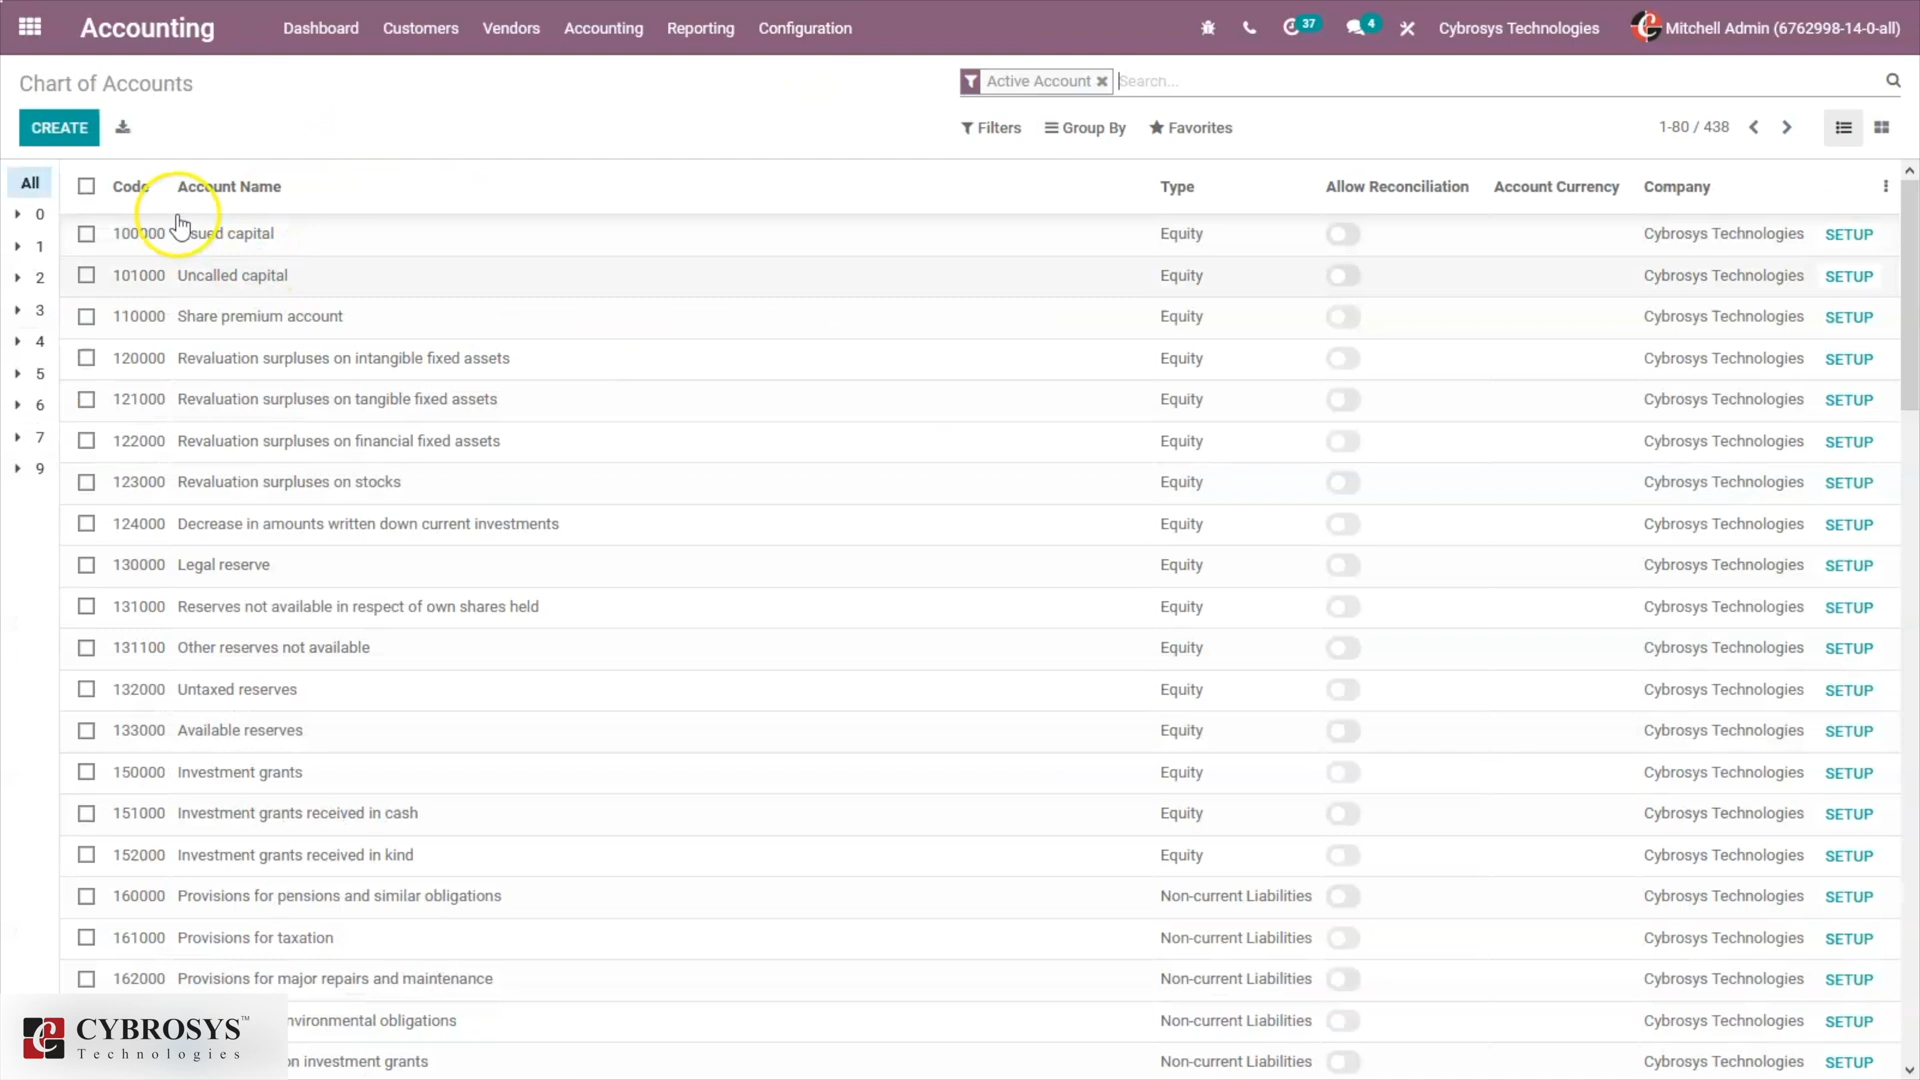 Accounting Dashboard Customers Vendors Accounting Reporting Configuration 37 4 Cybrosys Technologies Mitchell Admin (6762998-14-0-all)
Chart of Accounts Active Account Search...
CREATE Filters Group By Favorites 1-80 / 438
All Code Account Name Type Allow Reconciliation Account Currency Company
0
100000 sued capital Equity Cybrosys Technologies SETUP
1
101000 Uncalled capital Equity Cybrosys Technologies SETUP
2
3
110000 Share premium account Equity Cybrosys Technologies SETUP
4
120000 Revaluation surpluses on intangible fixed assets Equity Cybrosys Technologies SETUP
5
121000 Revaluation surpluses on tangible fixed assets Equity Cybrosys Technologies SETUP
6
7
122000 Revaluation surpluses on financial fixed assets Equity Cybrosys Technologies SETUP
9
123000 Revaluation surpluses on stocks Equity Cybrosys Technologies SETUP
124000 Decrease in amounts written down current investments Equity Cybrosys Technologies SETUP
130000 Legal reserve Equity Cybrosys Technologies SETUP
131000 Reserves not available in respect of own shares held Equity Cybrosys Technologies SETUP
131100 Other reserves not available Equity Cybrosys Technologies SETUP
132000 Untaxed reserves Equity Cybrosys Technologies SETUP
133000 Available reserves Equity Cybrosys Technologies SETUP
150000 Investment grants Equity Cybrosys Technologies SETUP
151000 Investment grants received in cash Equity Cybrosys Technologies SETUP
152000 Investment grants received in kind Equity Cybrosys Technologies SETUP
160000 Provisions for pensions and similar obligations Non-current Liabilities Cybrosys Technologies SETUP
161000 Provisions for taxation Non-current Liabilities Cybrosys Technologies SETUP
162000 Provisions for major repairs and maintenance Non-current Liabilities Cybrosys Technologies SETUP
nvironmental obligations Non-current Liabilities Cybrosys Technologies SETUP
on investment grants Non-current Liabilities Cybrosys Technologies SETUP
CYBROSYS™
Technologies